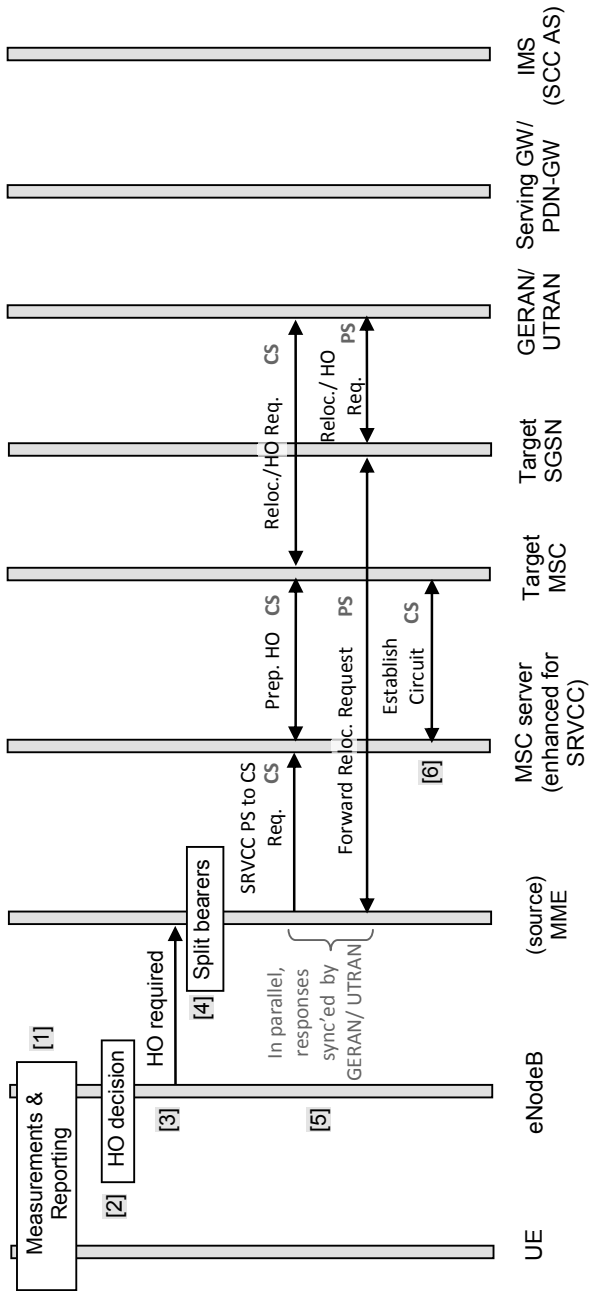 UE
eNodeB
(source)
MME
MSC server
(enhanced for
SRVCC)
Target
MSC
Target
SGSN
GERAN/
UTRAN
Serving GW/
PDN-GW
IMS
(SCC AS)
Measurements &
Reporting
[1]
[2]
HO decision
[3]
HO required
[4]
Split bearers
[5]
In parallel,
responses
sync’ed by
GERAN/ UTRAN
SRVCC PS to CS
Req.
CS
Prep. HO
CS
Reloc./HO Req.
CS
Forward Reloc. Request
PS
Reloc./ HO
Req.
PS
[6]
Establish
Circuit
CS